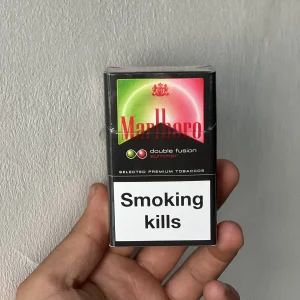 Marlboro
double fusion
summer
SELECTED PREMIUM TOBACCOS
Smoking
kills